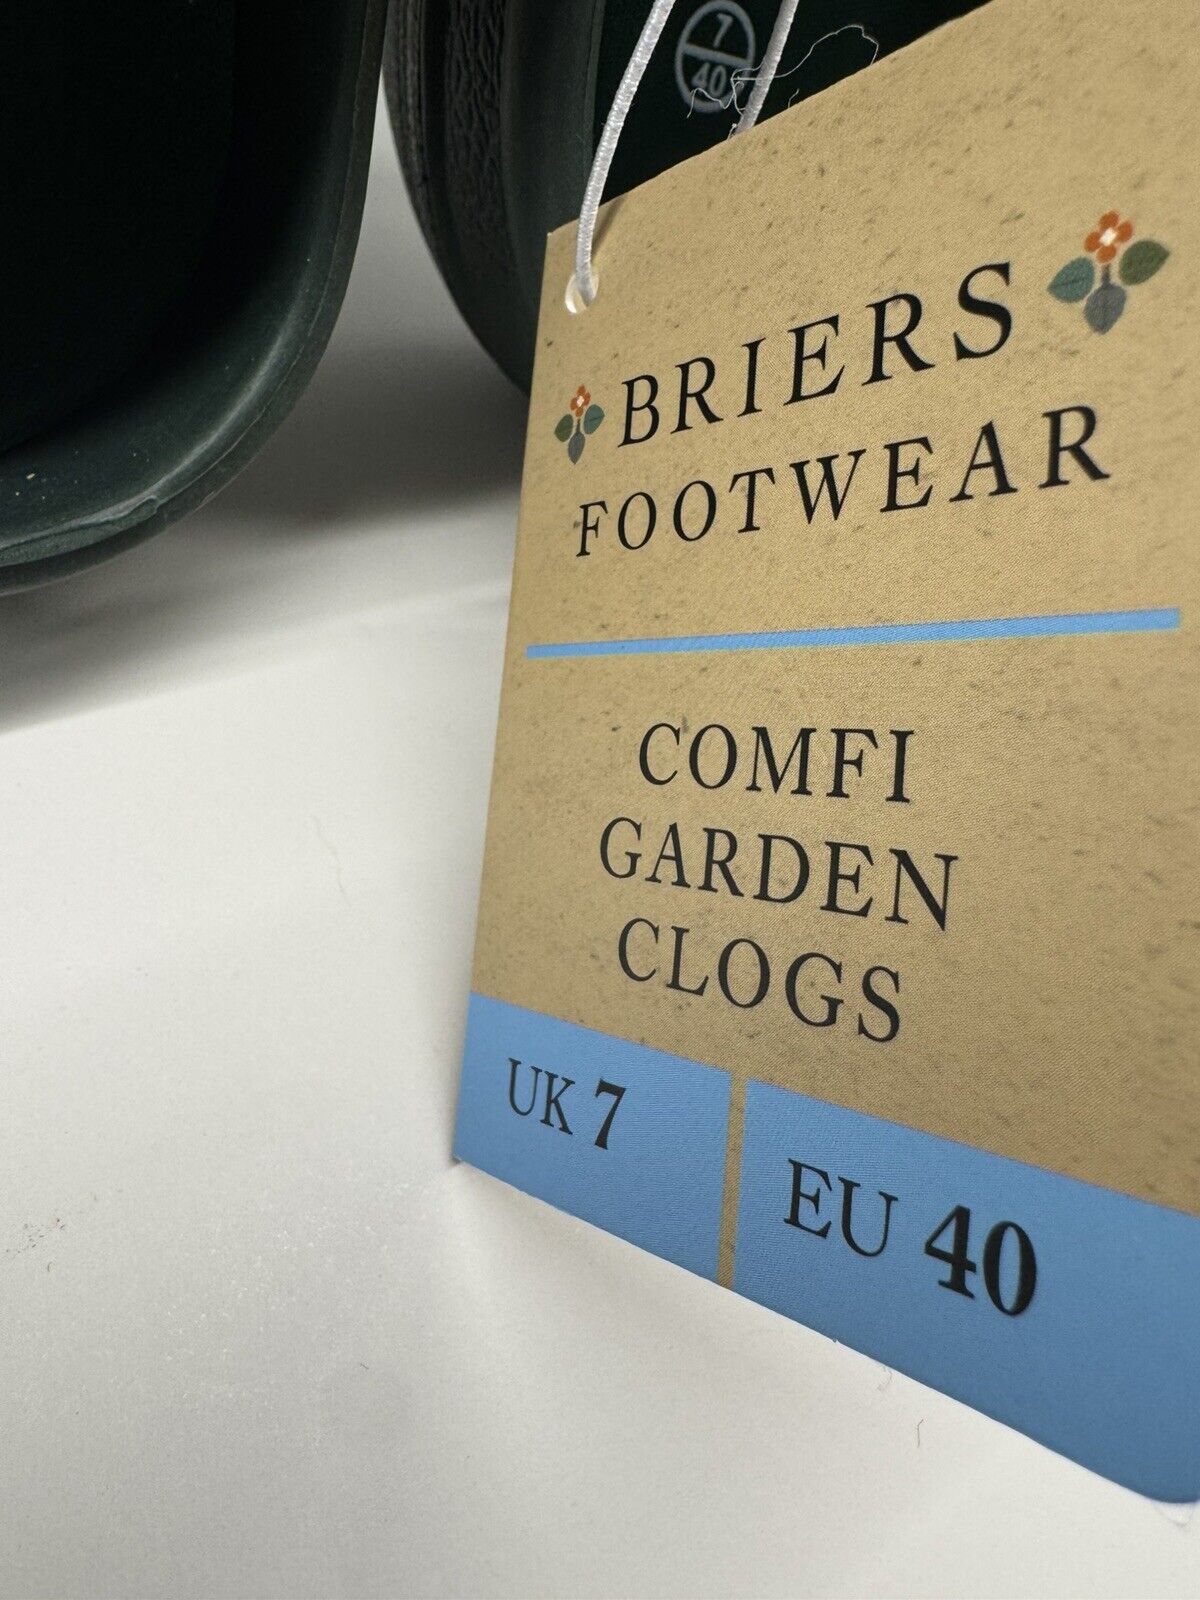 7
40
BRIERS
FOOTWEAR
COMFI
GARDEN
CLOGS
UK 7
EU 40